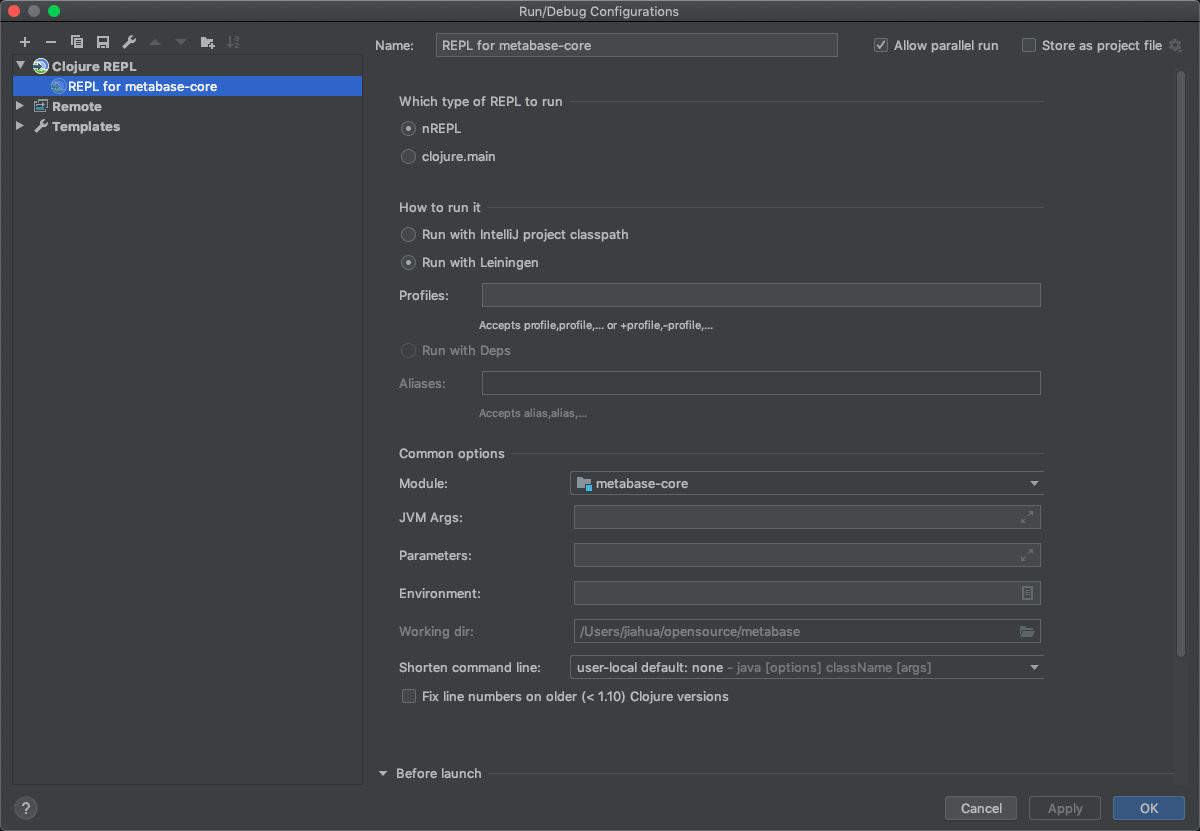 Run/Debug Configurations
Name: REPL for metabase-core Allow parallel run Store as project file
Clojure REPL
REPL for metabase-core
Remote
Templates
Which type of REPL to run
nREPL
clojure.main
How to run it
Run with IntelliJ project classpath
Run with Leiningen
Profiles:
Accepts profile,profile,... or +profile,-profile,...
Run with Deps
Aliases:
Accepts alias,alias,...
Common options
Module: metabase-core
JVM Args:
Parameters:
Environment:
Working dir: /Users/jiahua/opensource/metabase
Shorten command line: user-local default: none - java [options] className [args]
Fix line numbers on older (< 1.10) Clojure versions
Before launch
? Cancel Apply OK